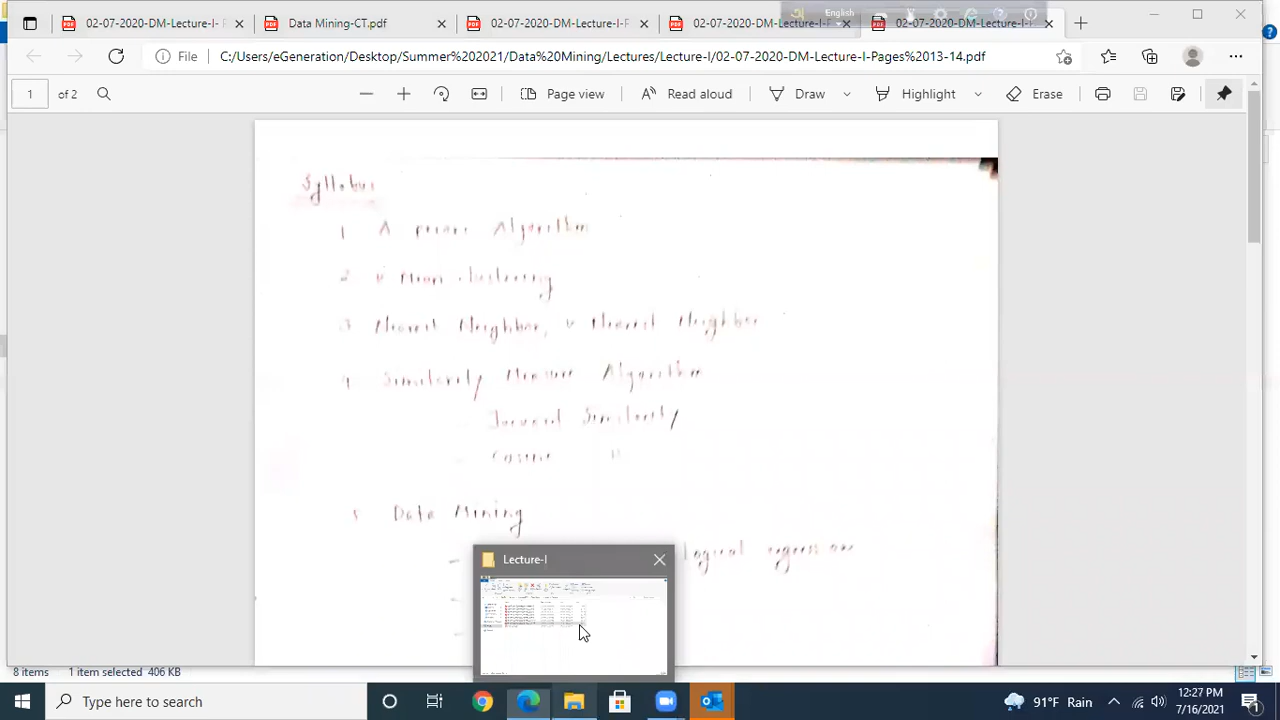 02-07-2020-DM-Lecture-I-F
Data Mining-CT.pdf
02-07-2020-DM-Lecture-I-F
02-07-2020-DM-Lecture-I-
02-07-2020-DM-Lecture-I-I
English
File
C:/Users/eGeneration/Desktop/Summer%202021/Data%20Mining/Lectures/Lecture-I/02-07-2020-DM-Lecture-I-Pages%2013-14.pdf
1 of 2
Page view
Read aloud
Draw
Highlight
Erase
Syllabus
1 A priori Algorithm
2 K Mean clustering
3 Nearest Neighbor, K Nearest Neighbor
4 Similarity Measure Algorithm
Similarity
- Cosine "
5 Data Mining
Logical regression
Lecture-I
8 items 1 item selected 406 KB
Type here to search
91°F Rain
12:27 PM
7/16/2021